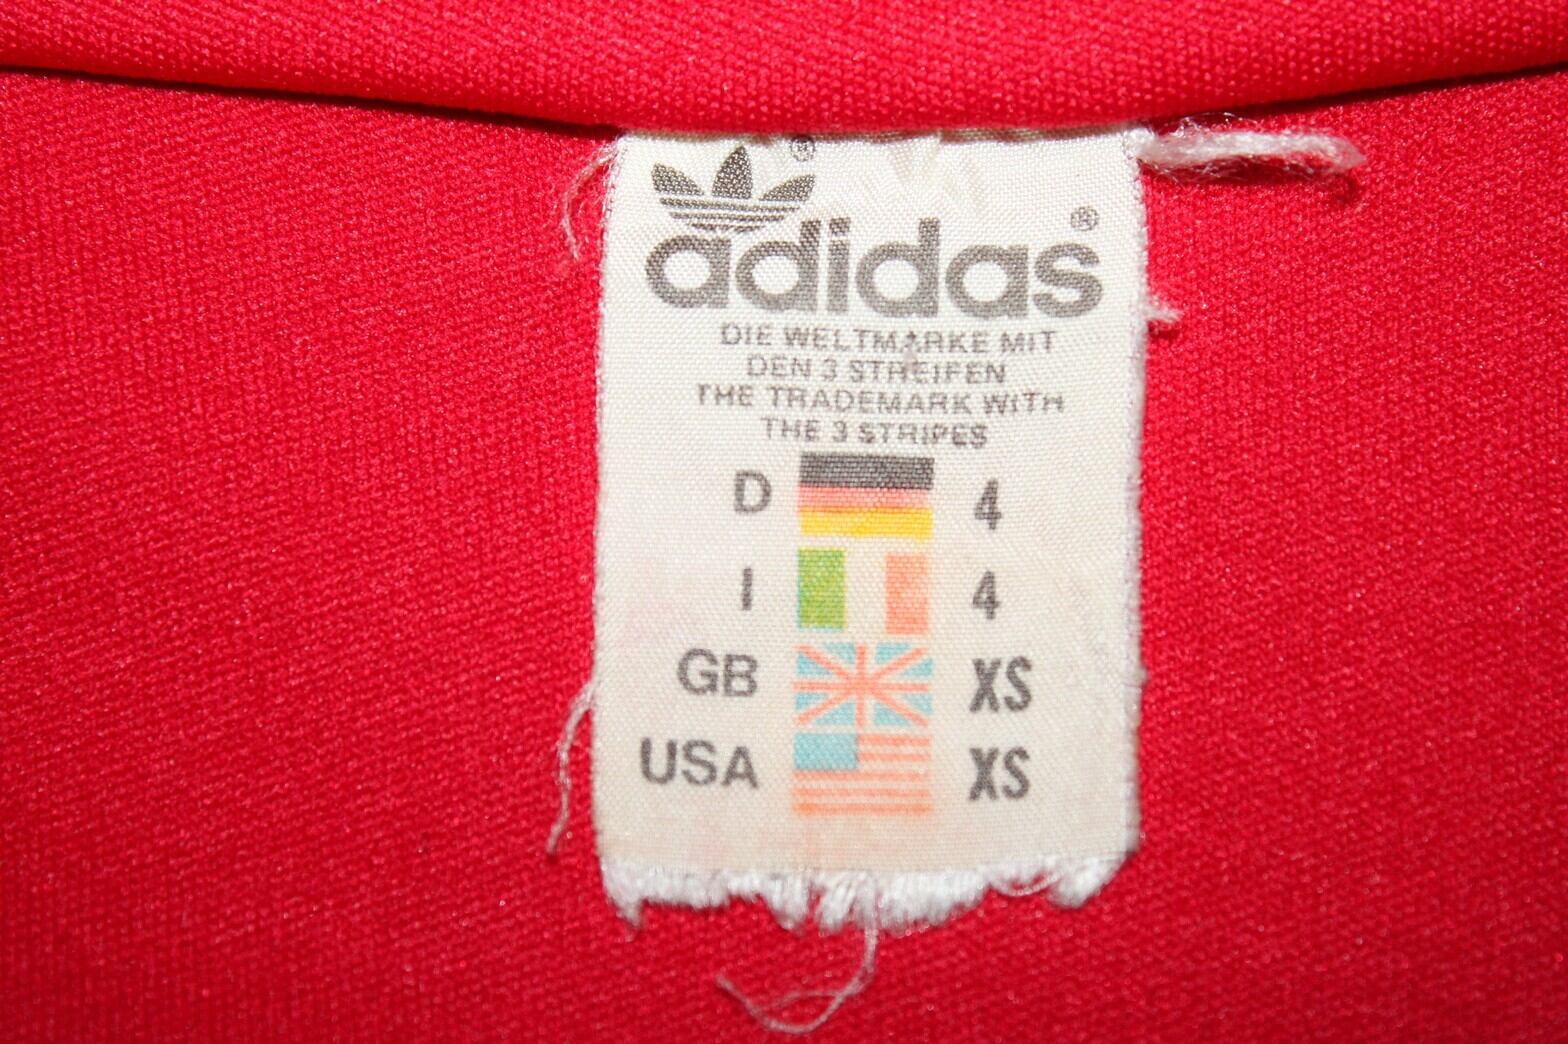 ®
adidas®
DIE WELTMARKE MIT
DEN 3 STREIFEN
THE TRADEMARK WITH
THE 3 STRIPES
D 4
I 4
GB XS
USA XS